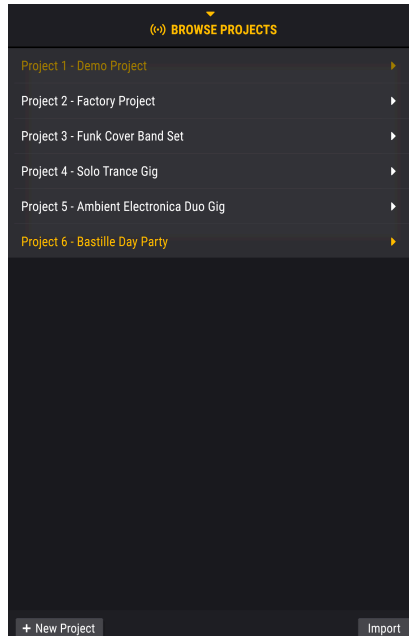 BROWSE PROJECTS
Project 1 - Demo Project
Project 2 - Factory Project
Project 3 - Funk Cover Band Set
Project 4 - Solo Trance Gig
Project 5 - Ambient Electronica Duo Gig
Project 6 - Bastille Day Party
+ New Project
Import